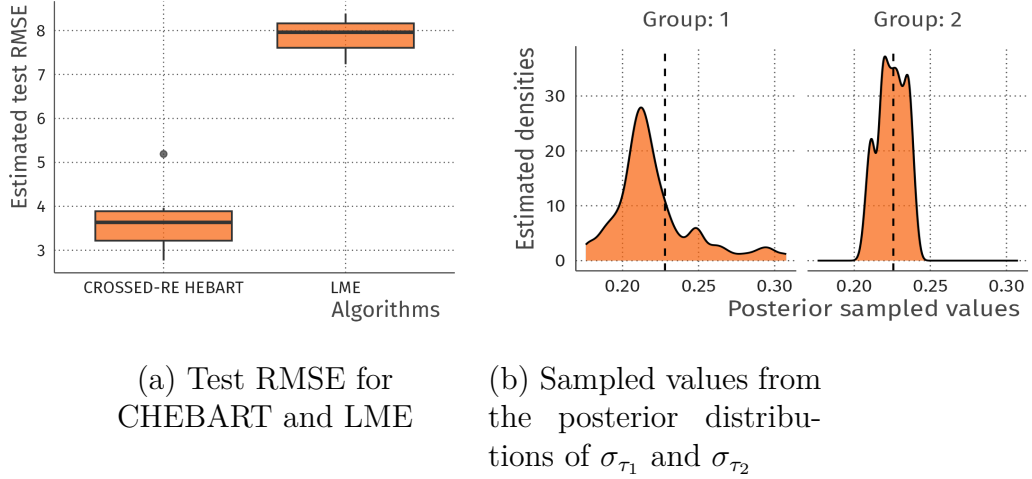 Estimated test RMSE
8
7
6
5
4
3
CROSSED-RE HEBART
LME
Algorithms
Group: 1
Group: 2
Estimated densities
30
20
10
0
0.20
0.25
0.30
0.20
0.25
0.30
Posterior sampled values
(a) Test RMSE for
CHEBART and LME
(b) Sampled values from
the posterior distribu-
tions of σ_{τ_1} and σ_{τ_2}